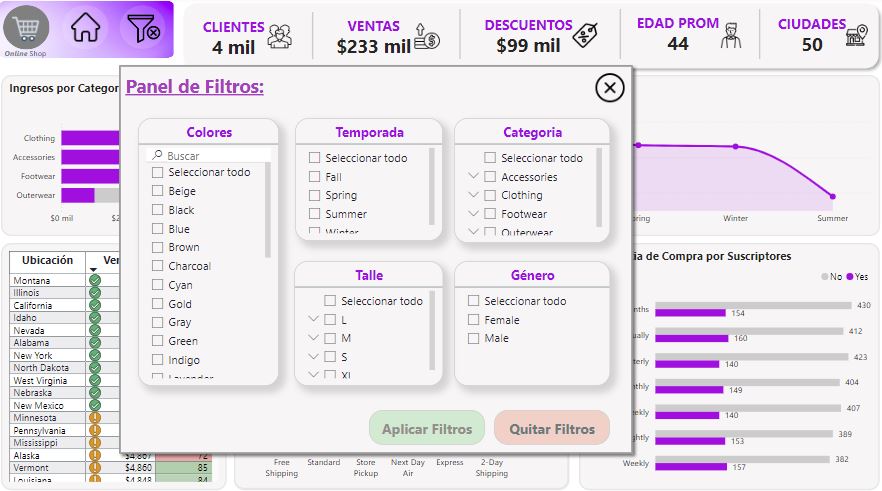 Online Shop
CLIENTES
4 mil
VENTAS
$233 mil
DESCUENTOS
$99 mil
EDAD PROM
44
CIUDADES
50
Ingresos por Categor
Clothing
Accessories
Footwear
Outerwear
$0 mil
Panel de Filtros:
Colores
Buscar
Seleccionar todo
Beige
Black
Blue
Brown
Charcoal
Cyan
Gold
Gray
Green
Indigo
Lavender
Temporada
Seleccionar todo
Fall
Spring
Summer
Winter
Categoria
Seleccionar todo
Accessories
Clothing
Footwear
Outerwear
Talle
Seleccionar todo
L
M
S
XL
Género
Seleccionar todo
Female
Male
Aplicar Filtros
Quitar Filtros
ring
Winter
Summer
Ubicación
Ver
Montana
Illinois
California
Idaho
Nevada
Alabama
New York
North Dakota
West Virginia
Nebraska
New Mexico
Minnesota
Pennsylvania
Mississippi
Alaska $4,867 72
Vermont $4,860 85
Louisiana $4,848 84
Free Shipping
Standard
Store Pickup
Next Day Air
Express
2-Day Shipping
ia de Compra por Suscriptores
No Yes
nths 430
154
ually 412
160
terly 423
140
nthly 404
149
ekly 407
140
ghtly 389
153
Weekly 382
157